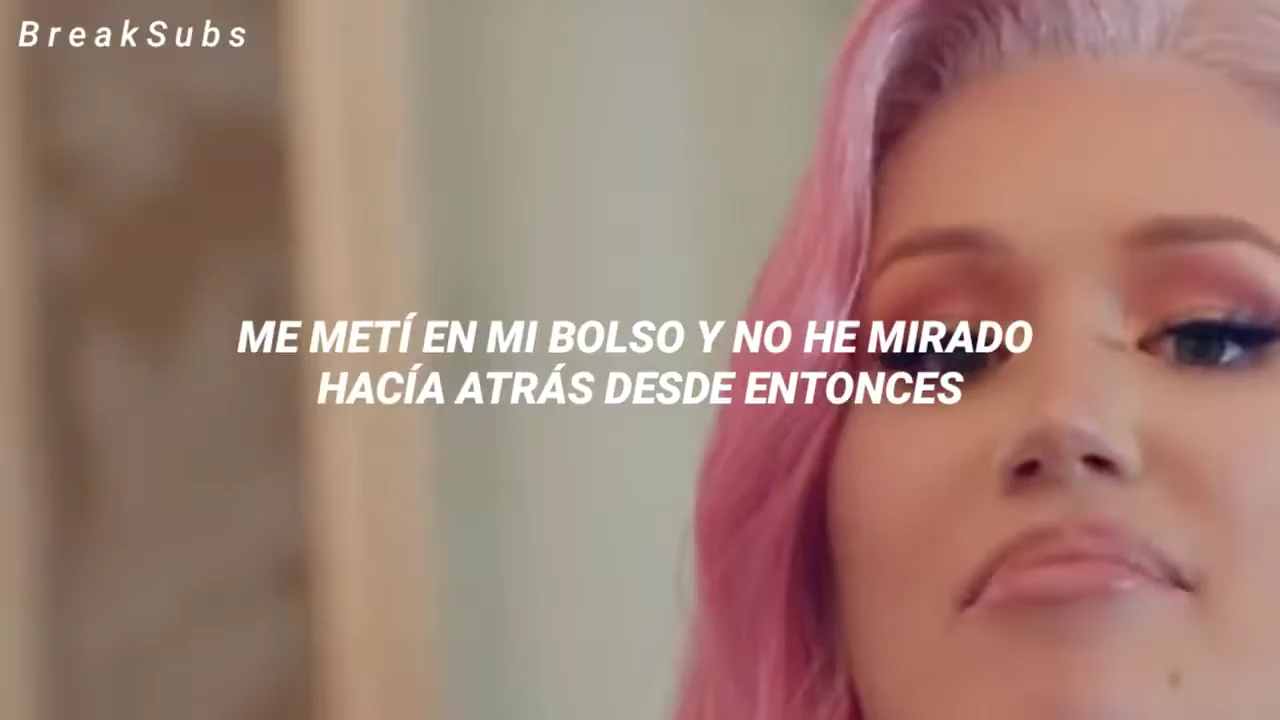 BreakSubs
ME METÍ EN MI BOLSO Y NO HE MIRADO
HACÍA ATRÁS DESDE ENTONCES